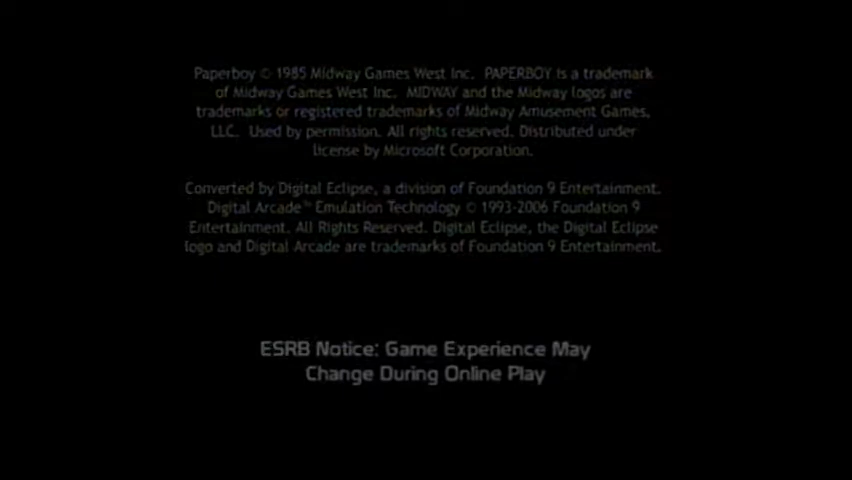 Paperboy © 1985 Midway Games West Inc. PAPERBOY is a trademark
of Midway Games West Inc. MIDWAY and the Midway logos are
trademarks or registered trademarks of Midway Amusement Games,
LLC. Used by permission. All rights reserved. Distributed under
license by Microsoft Corporation.
Converted by Digital Eclipse, a division of Foundation 9 Entertainment.
Digital Arcade™ Emulation Technology © 1993-2006 Foundation 9
Entertainment. All Rights Reserved. Digital Eclipse, the Digital Eclipse
logo and Digital Arcade are trademarks of Foundation 9 Entertainment.
ESRB Notice: Game Experience May
Change During Online Play